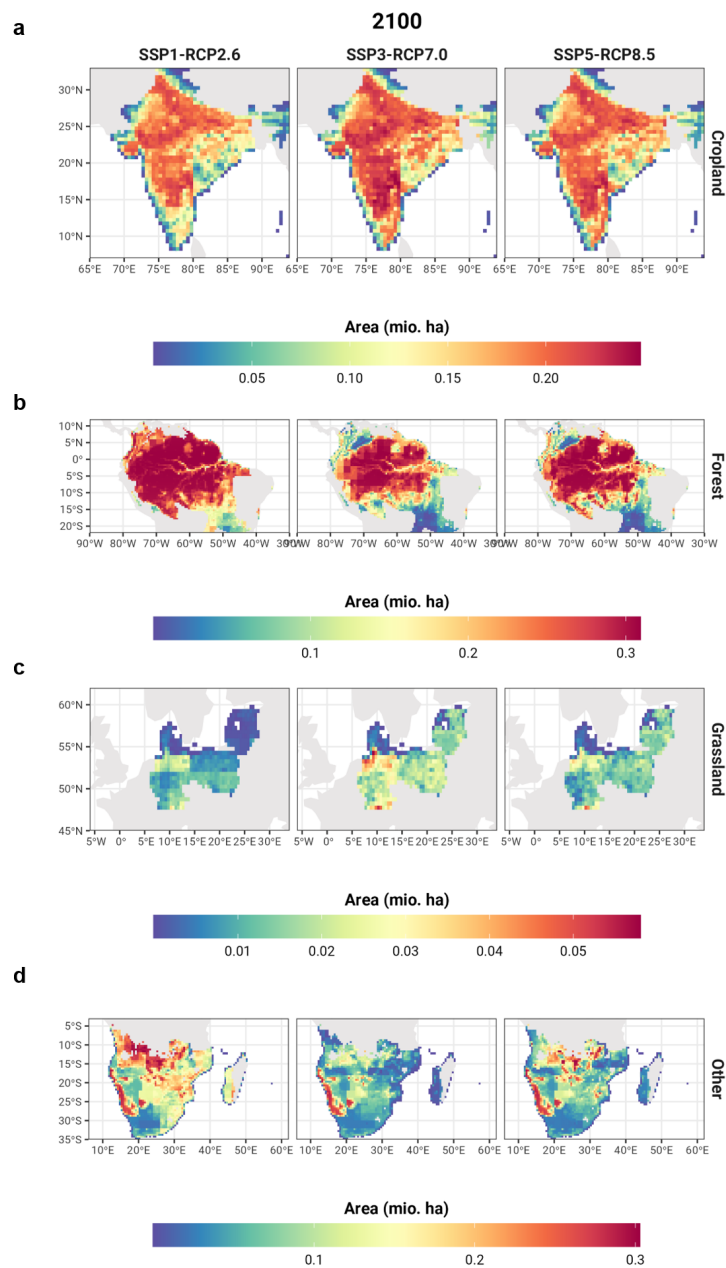 2100
a
SSP1-RCP2.6 SSP3-RCP7.0 SSP5-RCP8.5
30°N
25°N
20°N
15°N
10°N
Cropland
65°E 70°E 75°E 80°E 85°E 90°E 65°E 70°E 75°E 80°E 85°E 90°E 65°E 70°E 75°E 80°E 85°E 90°E
Area (mio. ha)
0.05 0.10 0.15 0.20
b
10°N
5°N
0°
5°S
10°S
15°S
20°S
Forest
90°W 80°W 70°W 60°W 50°W 40°W 30°W 90°W 80°W 70°W 60°W 50°W 40°W 30°W 90°W 80°W 70°W 60°W 50°W 40°W 30°W
Area (mio. ha)
0.1 0.2 0.3
c
60°N
55°N
50°N
45°N
Grassland
5°W 0° 5°E 10°E 15°E 20°E 25°E 30°E 5°W 0° 5°E 10°E 15°E 20°E 25°E 30°E 5°W 0° 5°E 10°E 15°E 20°E 25°E 30°E
Area (mio. ha)
0.01 0.02 0.03 0.04 0.05
d
5°S
10°S
15°S
20°S
25°S
30°S
35°S
Other
10°E 20°E 30°E 40°E 50°E 60°E 10°E 20°E 30°E 40°E 50°E 60°E 10°E 20°E 30°E 40°E 50°E 60°E
Area (mio. ha)
0.1 0.2 0.3